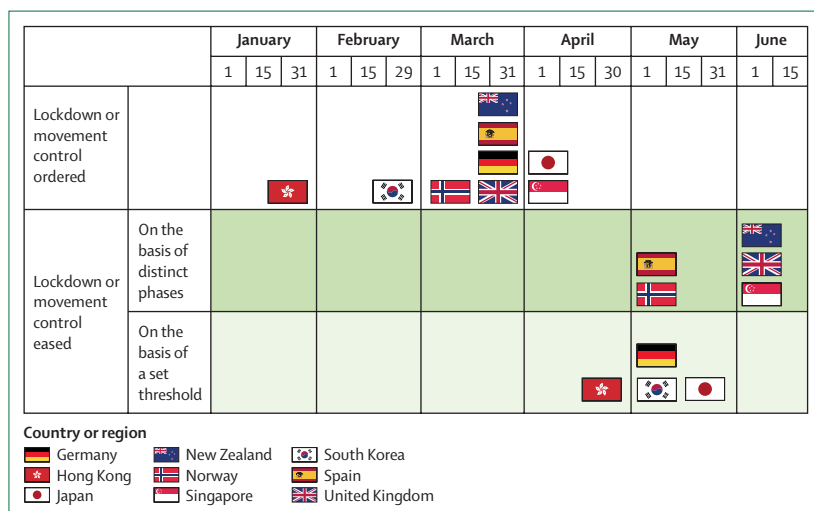 January February March April May June
1 15 31 1 15 29 1 15 31 1 15 30 1 15 31 1 15
Lockdown or
movement
control
ordered
Lockdown or
movement
control
eased
On the
basis of
distinct
phases
On the
basis of
a set
threshold
Country or region
Germany New Zealand South Korea
Hong Kong Norway Spain
Japan Singapore United Kingdom